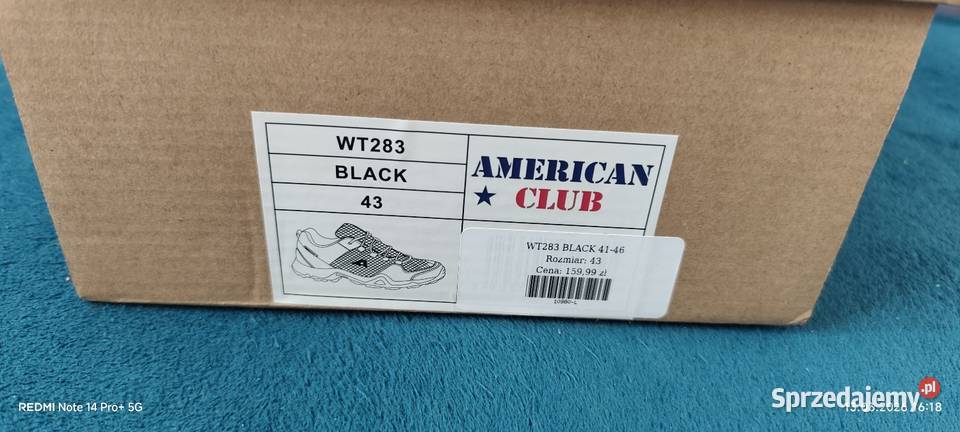 WT283
BLACK
43
AMERICAN
CLUB
WT283 BLACK 41-46
Rozmiar: 43
Cena: 159,99 zł
10980-L
REDMI Note 14 Pro+ 5G
Sprzedajemy.pl